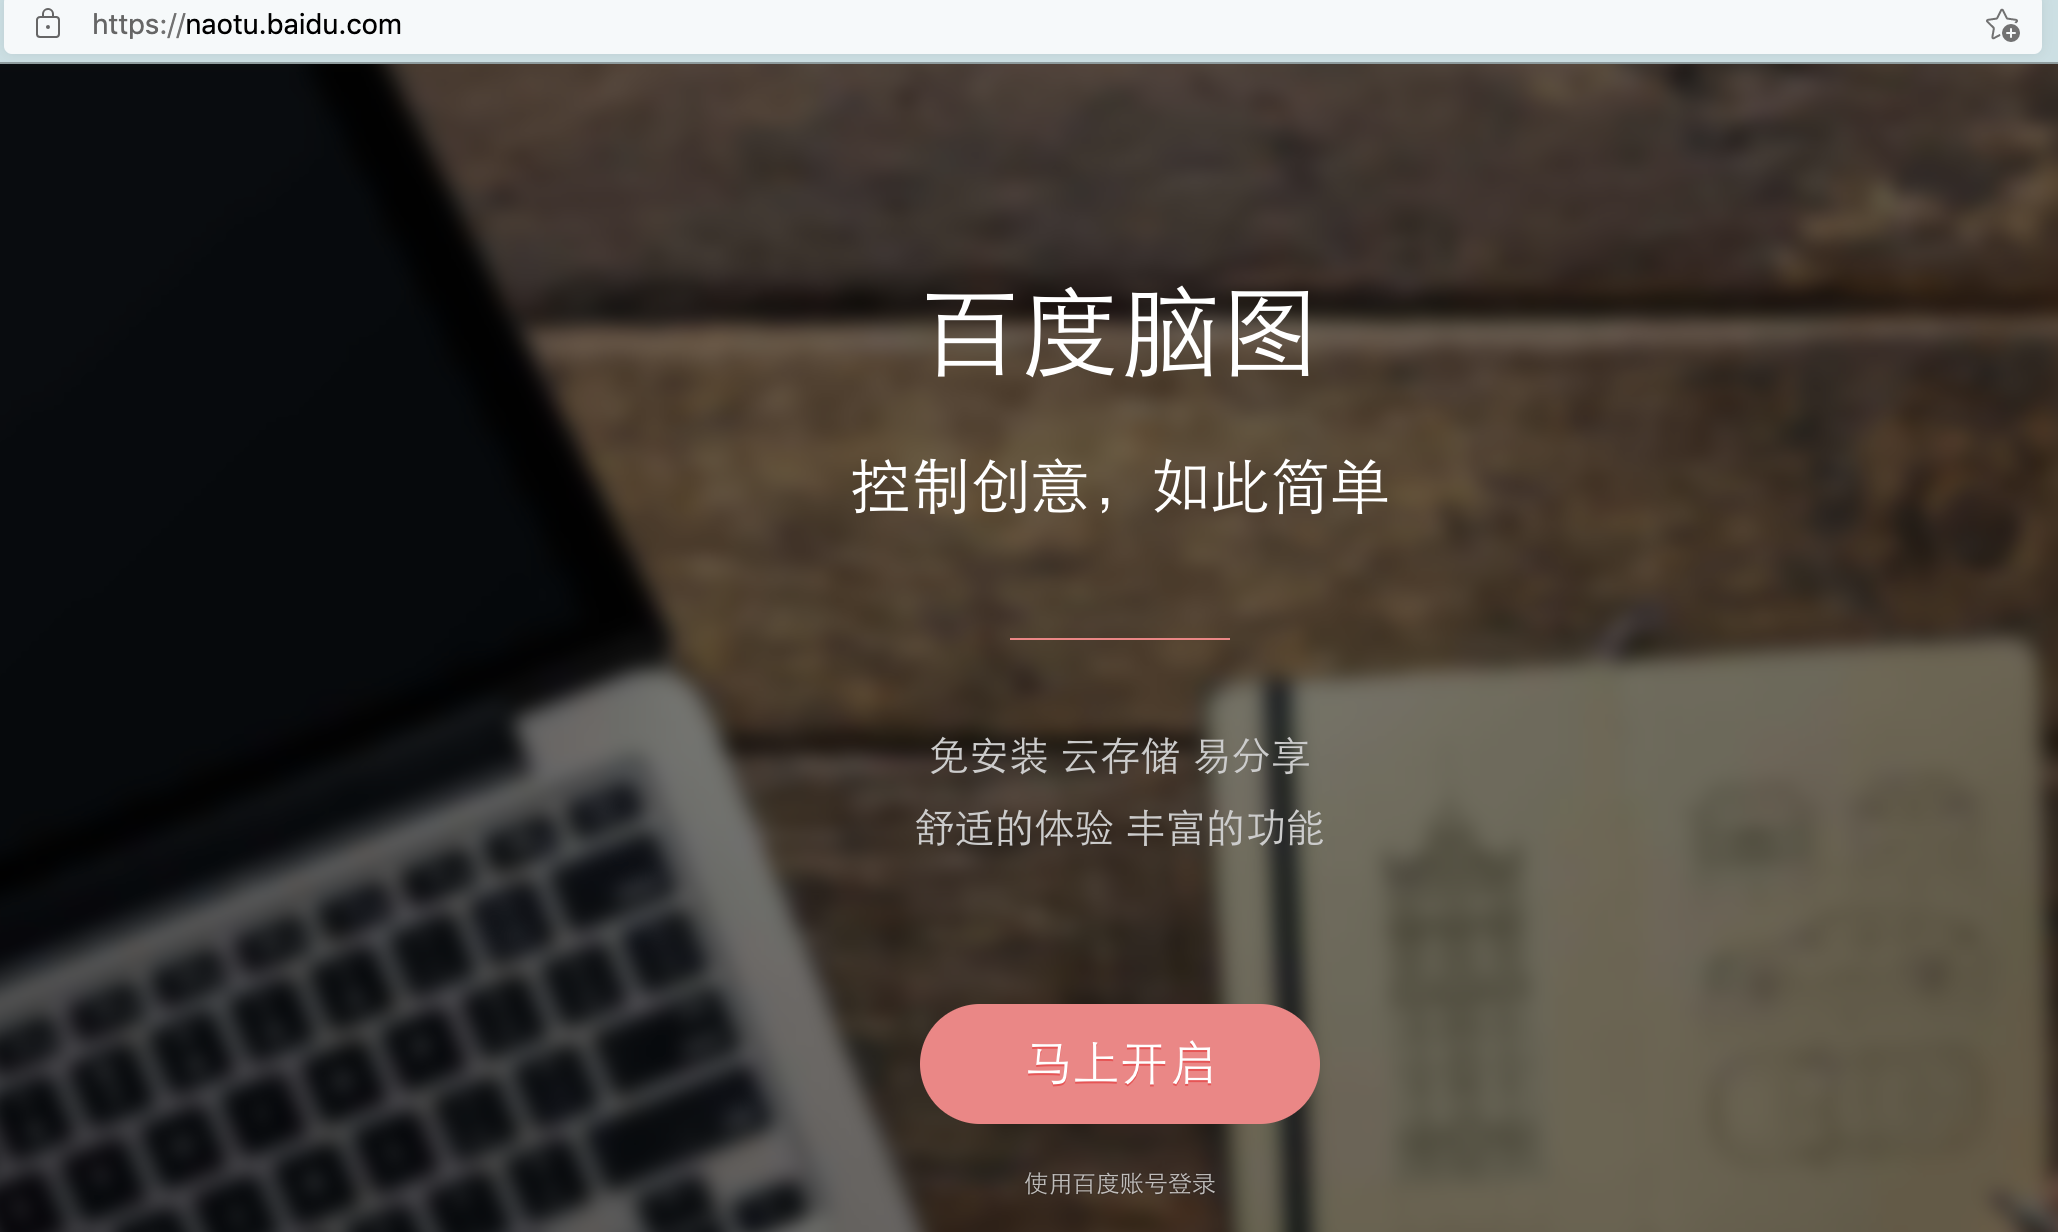 https://naotu.baidu.com
百度脑图
控制创意，如此简单
免安装 云存储 易分享
舒适的体验 丰富的功能
马上开启
使用百度账号登录